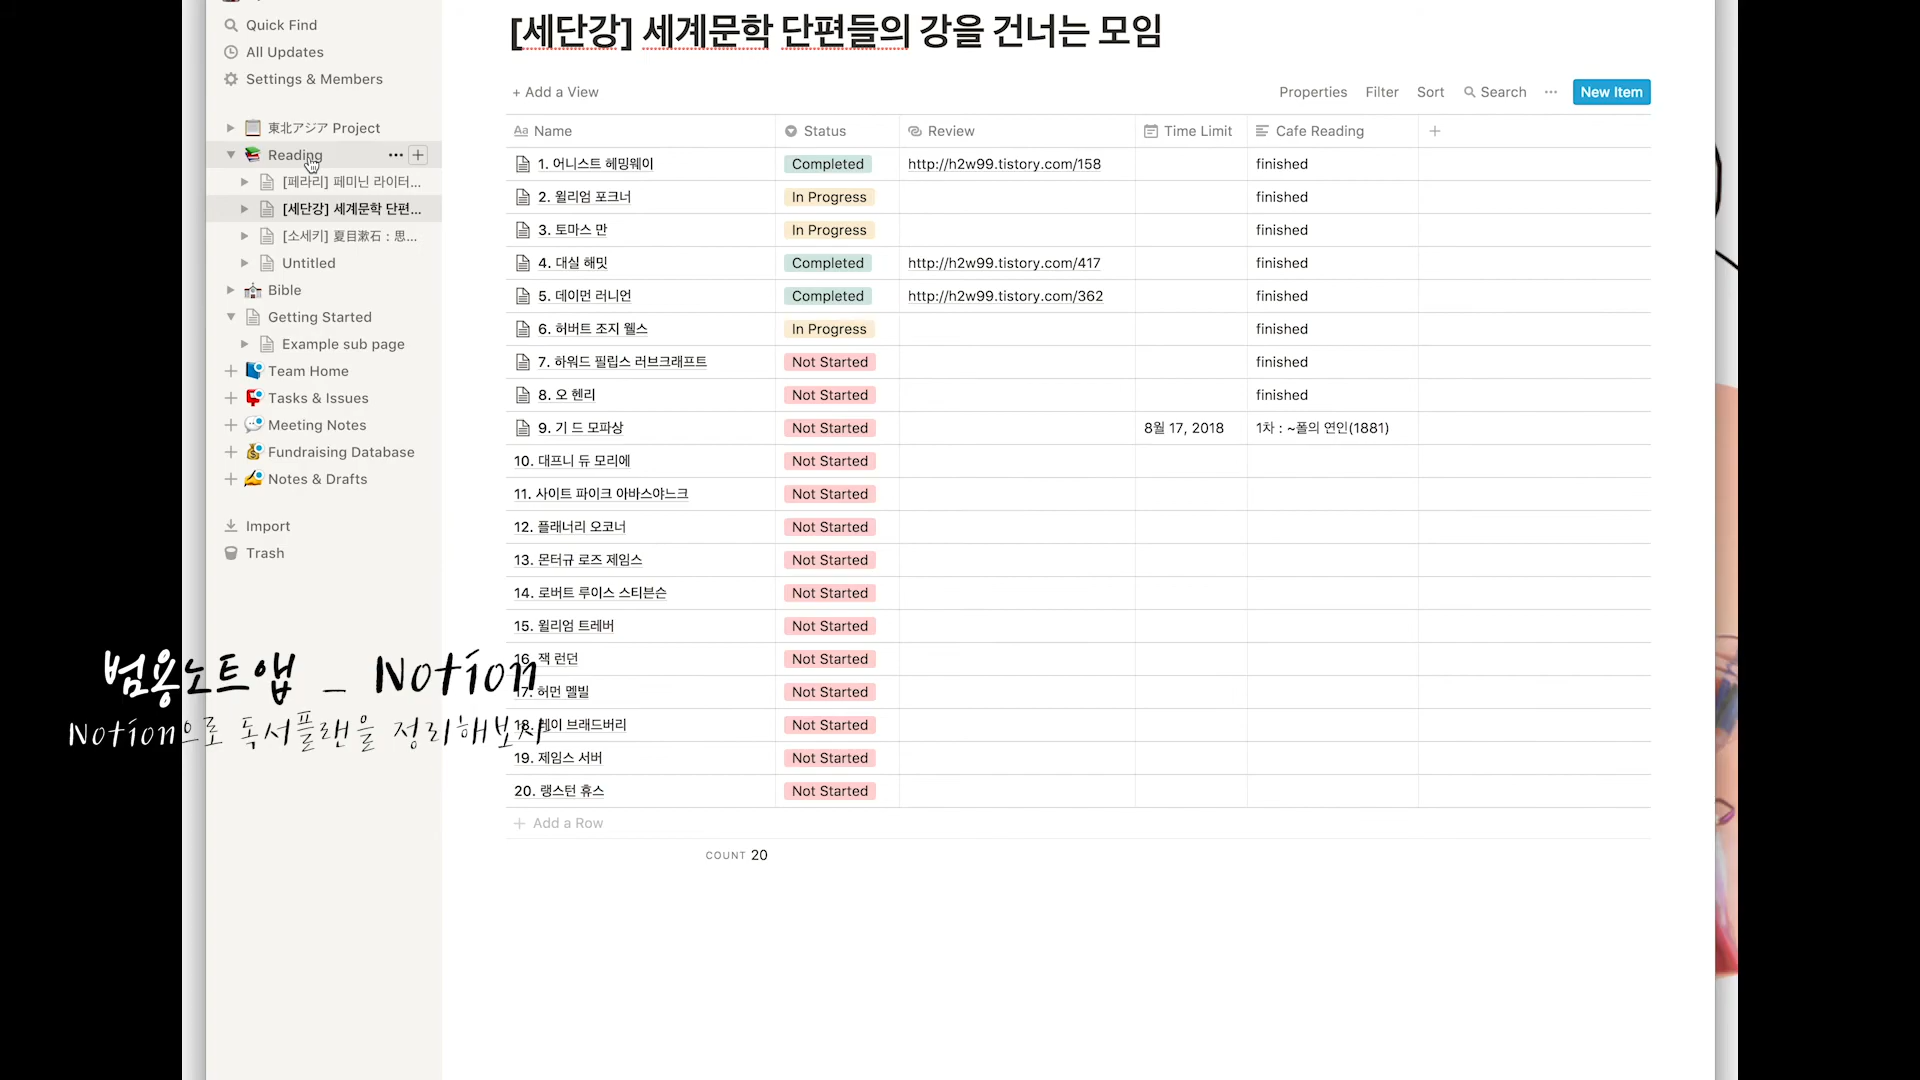 Quick Find
All Updates
Settings & Members
東北アジア Project
Reading
[페라리] 페미닌 라이터...
[세단강] 세계문학 단편...
[소세키] 夏目漱石 : 思...
Untitled
Bible
Getting Started
Example sub page
Team Home
Tasks & Issues
Meeting Notes
Fundraising Database
Notes & Drafts
Import
Trash
[세단강] 세계문학 단편들의 강을 건너는 모임
+ Add a View
Properties Filter Sort Search ... New Item
Aa Name Status Review Time Limit Cafe Reading +
1. 어니스트 헤밍웨이 Completed http://h2w99.tistory.com/158 finished
2. 윌리엄 포크너 In Progress finished
3. 토마스 만 In Progress finished
4. 대실 해밋 Completed http://h2w99.tistory.com/417 finished
5. 데이먼 러니언 Completed http://h2w99.tistory.com/362 finished
6. 허버트 조지 웰스 In Progress finished
7. 하워드 필립스 러브크래프트 Not Started finished
8. 오 헨리 Not Started finished
9. 기 드 모파상 Not Started 8월 17, 2018 1차 : ~폴의 연인(1881)
10. 대프니 듀 모리에 Not Started
11. 사이트 파이크 아바스야느크 Not Started
12. 플래너리 오코너 Not Started
13. 몬터규 로즈 제임스 Not Started
14. 로버트 루이스 스티븐슨 Not Started
15. 윌리엄 트레버 Not Started
16. 잭 런던 Not Started
17. 허먼 멜빌 Not Started
18. 레이 브래드버리 Not Started
19. 제임스 서버 Not Started
20. 랭스턴 휴스 Not Started
+ Add a Row
COUNT 20
범용노트앱 _ Notion
Notion으로 독서플랜을 정리해보자